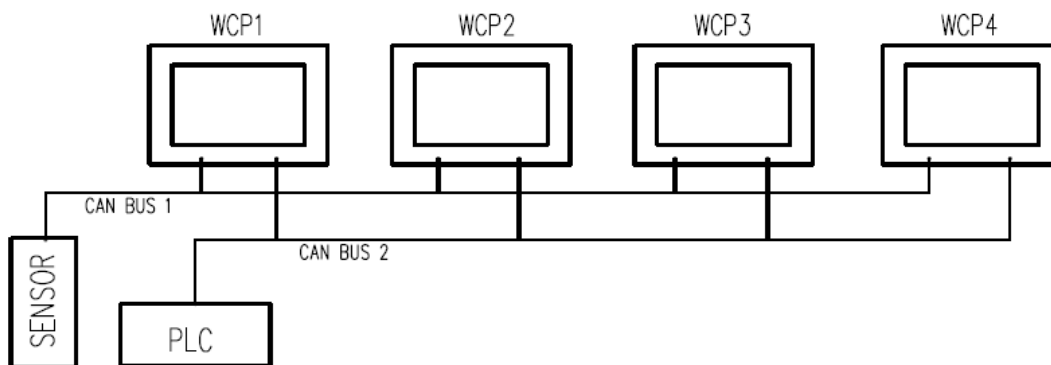 WCP1
WCP2
WCP3
WCP4
CAN BUS 1
CAN BUS 2
SENSOR
PLC